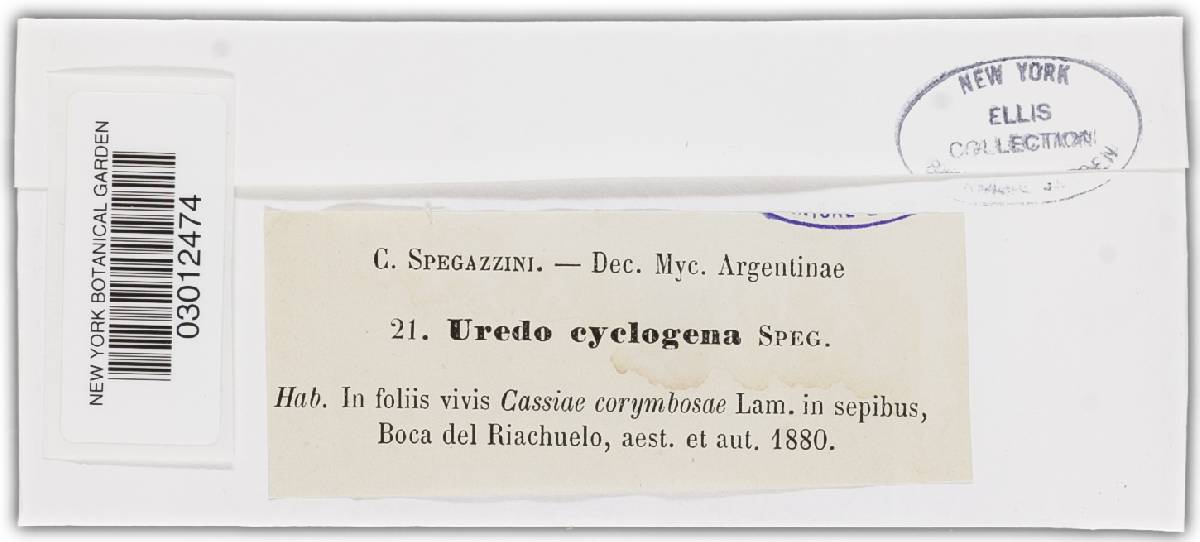 NEW YORK BOTANICAL GARDEN
03012474
NEW YORK
ELLIS
COLLECTION
C. SPEGAZZINI. — Dec. Myc. Argentinae
21. Uredo cyclogena SPEG.
Hab. In foliis vivis Cassiae corymbosae Lam. in sepibus,
Boca del Riachuelo, aest. et aut. 1880.